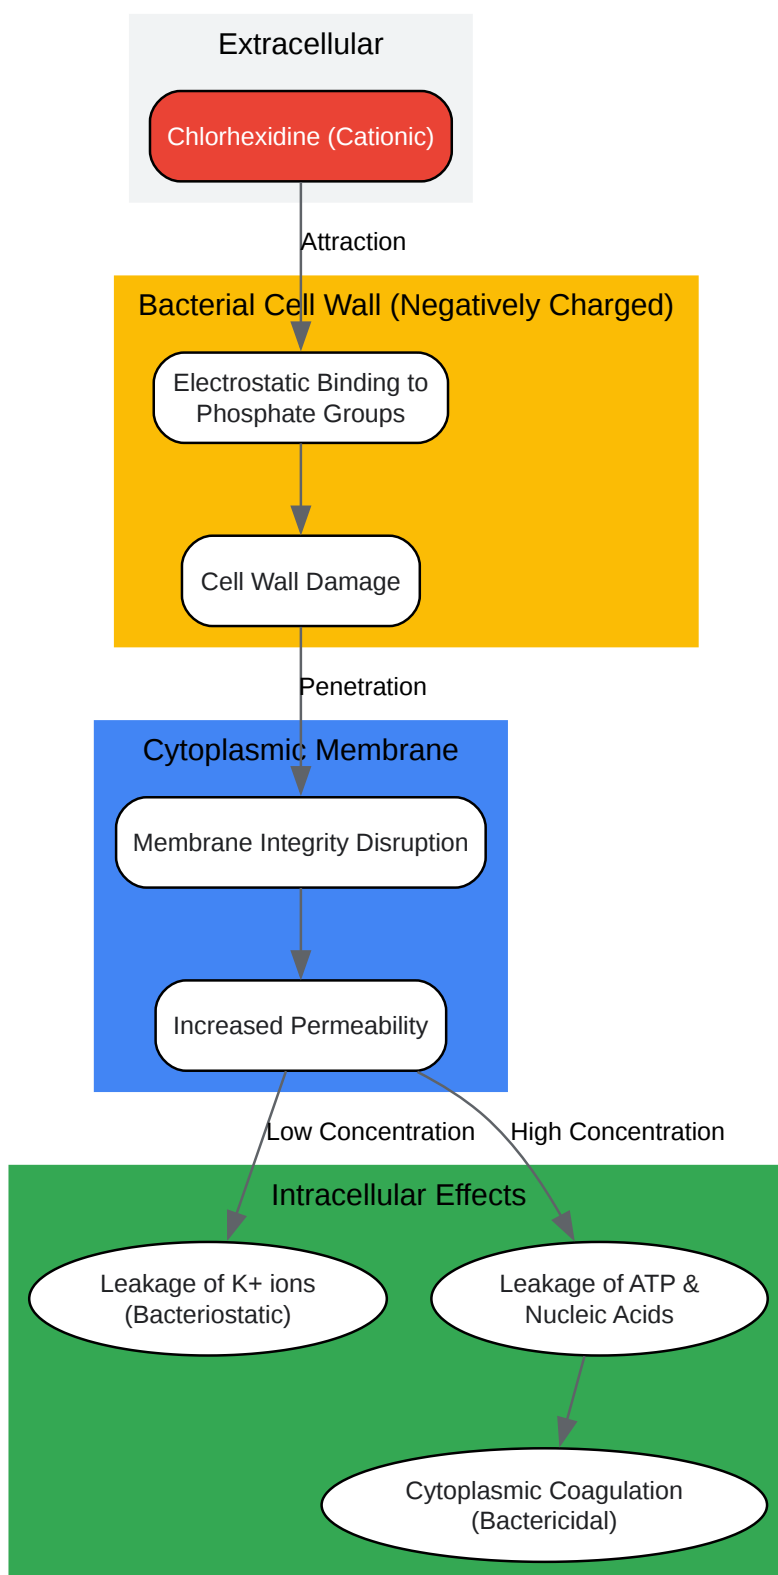 Extracellular
Chlorhexidine (Cationic)
Attraction
Bacterial Cell Wall (Negatively Charged)
Electrostatic Binding to
Phosphate Groups
Cell Wall Damage
Penetration
Cytoplasmic Membrane
Membrane Integrity Disruption
Increased Permeability
Low Concentration
High Concentration
Intracellular Effects
Leakage of K+ ions
(Bacteriostatic)
Leakage of ATP &
Nucleic Acids
Cytoplasmic Coagulation
(Bactericidal)